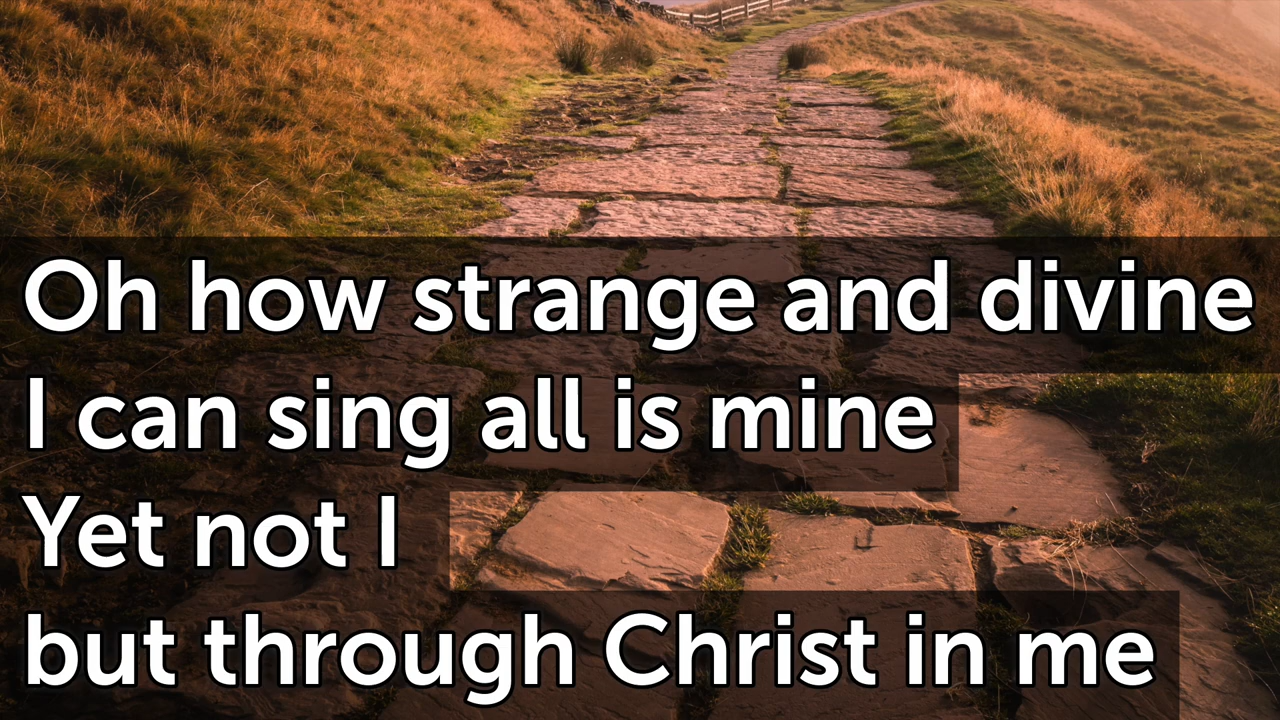 Oh how strange and divine
I can sing all is mine
Yet not I
but through Christ in me